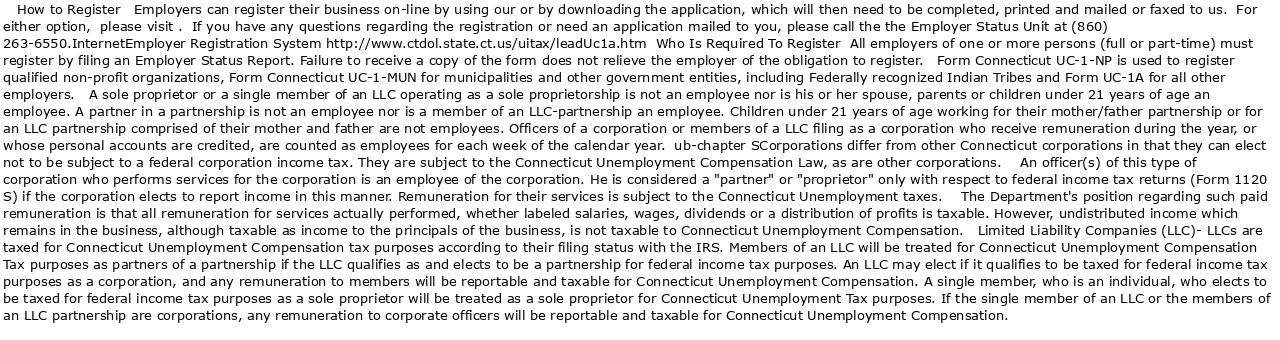 How to Register   Employers can register their business on-line by using our or by downloading the application, which will then need to be completed, printed and mailed or faxed to us.  For
either option,  please visit .  If you have any questions regarding the registration or need an application mailed to you, please call the the Employer Status Unit at (860)
263-6550.InternetEmployer Registration System http://www.ctdol.state.ct.us/uitax/leadUc1a.htm  Who Is Required To Register  All employers of one or more persons (full or part-time) must
register by filing an Employer Status Report. Failure to receive a copy of the form does not relieve the employer of the obligation to register.   Form Connecticut UC-1-NP is used to register
qualified non-profit organizations, Form Connecticut UC-1-MUN for municipalities and other government entities, including Federally recognized Indian Tribes and Form UC-1A for all other
employers.   A sole proprietor or a single member of an LLC operating as a sole proprietorship is not an employee nor is his or her spouse, parents or children under 21 years of age an
employee. A partner in a partnership is not an employee nor is a member of an LLC-partnership an employee. Children under 21 years of age working for their mother/father partnership or for
an LLC partnership comprised of their mother and father are not employees. Officers of a corporation or members of a LLC filing as a corporation who receive remuneration during the year, or
whose personal accounts are credited, are counted as employees for each week of the calendar year.  ub-chapter SCorporations differ from other Connecticut corporations in that they can elect
not to be subject to a federal corporation income tax. They are subject to the Connecticut Unemployment Compensation Law, as are other corporations.    An officer(s) of this type of
corporation who performs services for the corporation is an employee of the corporation. He is considered a "partner" or "proprietor" only with respect to federal income tax returns (Form 1120
S) if the corporation elects to report income in this manner. Remuneration for their services is subject to the Connecticut Unemployment taxes.    The Department's position regarding such paid
remuneration is that all remuneration for services actually performed, whether labeled salaries, wages, dividends or a distribution of profits is taxable. However, undistributed income which
remains in the business, although taxable as income to the principals of the business, is not taxable to Connecticut Unemployment Compensation.   Limited Liability Companies (LLC)- LLCs are
taxed for Connecticut Unemployment Compensation tax purposes according to their filing status with the IRS. Members of an LLC will be treated for Connecticut Unemployment Compensation
Tax purposes as partners of a partnership if the LLC qualifies as and elects to be a partnership for federal income tax purposes. An LLC may elect if it qualifies to be taxed for federal income tax
purposes as a corporation, and any remuneration to members will be reportable and taxable for Connecticut Unemployment Compensation. A single member, who is an individual, who elects to
be taxed for federal income tax purposes as a sole proprietor will be treated as a sole proprietor for Connecticut Unemployment Tax purposes. If the single member of an LLC or the members of
an LLC partnership are corporations, any remuneration to corporate officers will be reportable and taxable for Connecticut Unemployment Compensation.